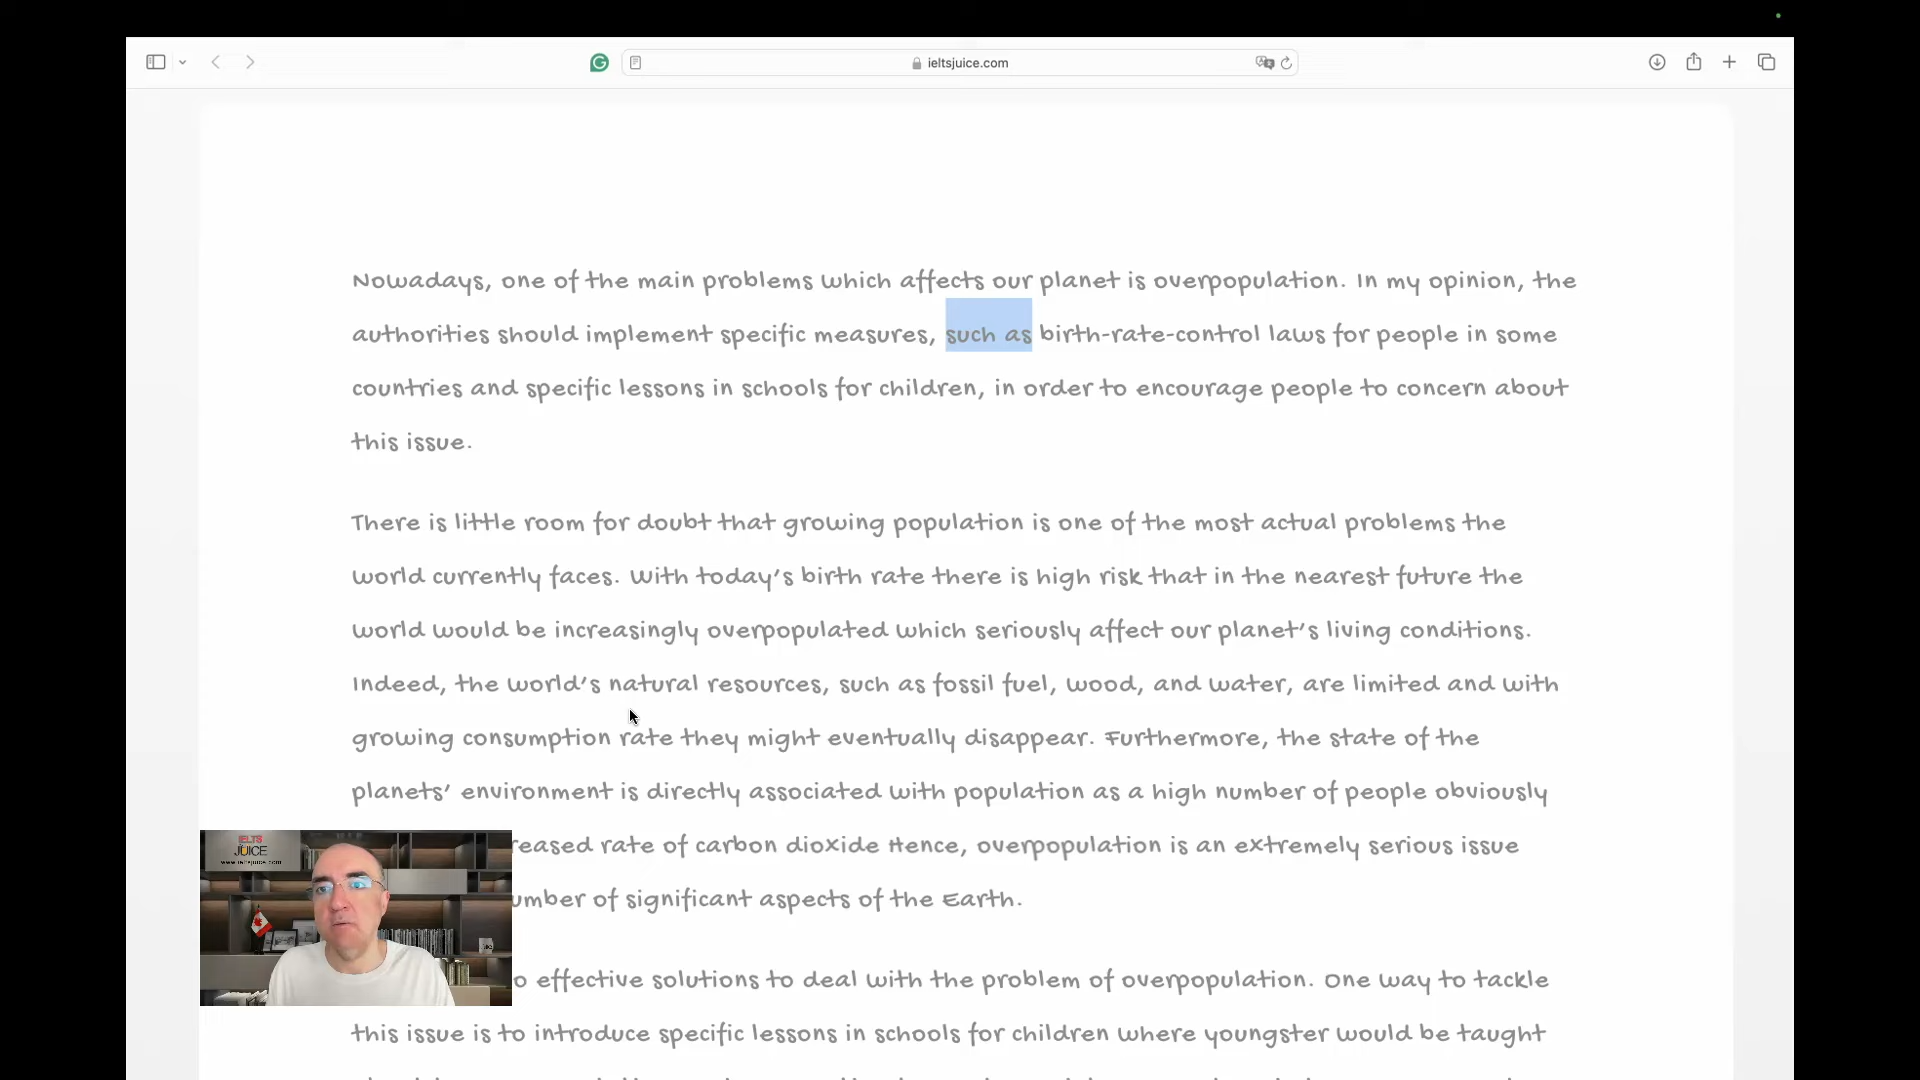 ieltsjuice.com
Nowadays, one of the main problems which affects our planet is overpopulation. In my opinion, the
authorities should implement specific measures, such as birth-rate-control laws for people in some
countries and specific lessons in schools for children, in order to encourage people to concern about
this issue.
There is little room for doubt that growing population is one of the most actual problems the
world currently faces. With today's birth rate there is high risk that in the nearest future the
world would be increasingly overpopulated which seriously affect our planet's living conditions.
Indeed, the world's natural resources, such as fossil fuel, wood, and water, are limited and with
growing consumption rate they might eventually disappear. Furthermore, the state of the
planets' environment is directly associated with population as a high number of people obviously
reased rate of carbon dioxide Hence, overpopulation is an extremely serious issue
umber of significant aspects of the Earth.
o effective solutions to deal with the problem of overpopulation. One way to tackle
this issue is to introduce specific lessons in schools for children where youngster would be taught
IELTS
JUICE
www.ieltsjuice.com